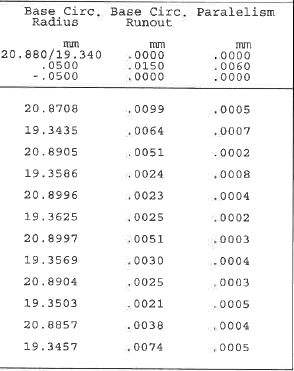 Base Circ. Base Circ. Paralelism
Radius Runout
mm mm mm
20.880/19.340 .0000 .0000
.0500 .0150 .0060
-.0500 .0000 .0000
20.8708 .0099 .0005
19.3435 .0064 .0007
20.8905 .0051 .0002
19.3586 .0024 .0008
20.8996 .0023 .0004
19.3625 .0025 .0002
20.8997 .0051 .0003
19.3569 .0030 .0004
20.8904 .0025 .0003
19.3503 .0021 .0005
20.8857 .0038 .0004
19.3457 .0074 .0005